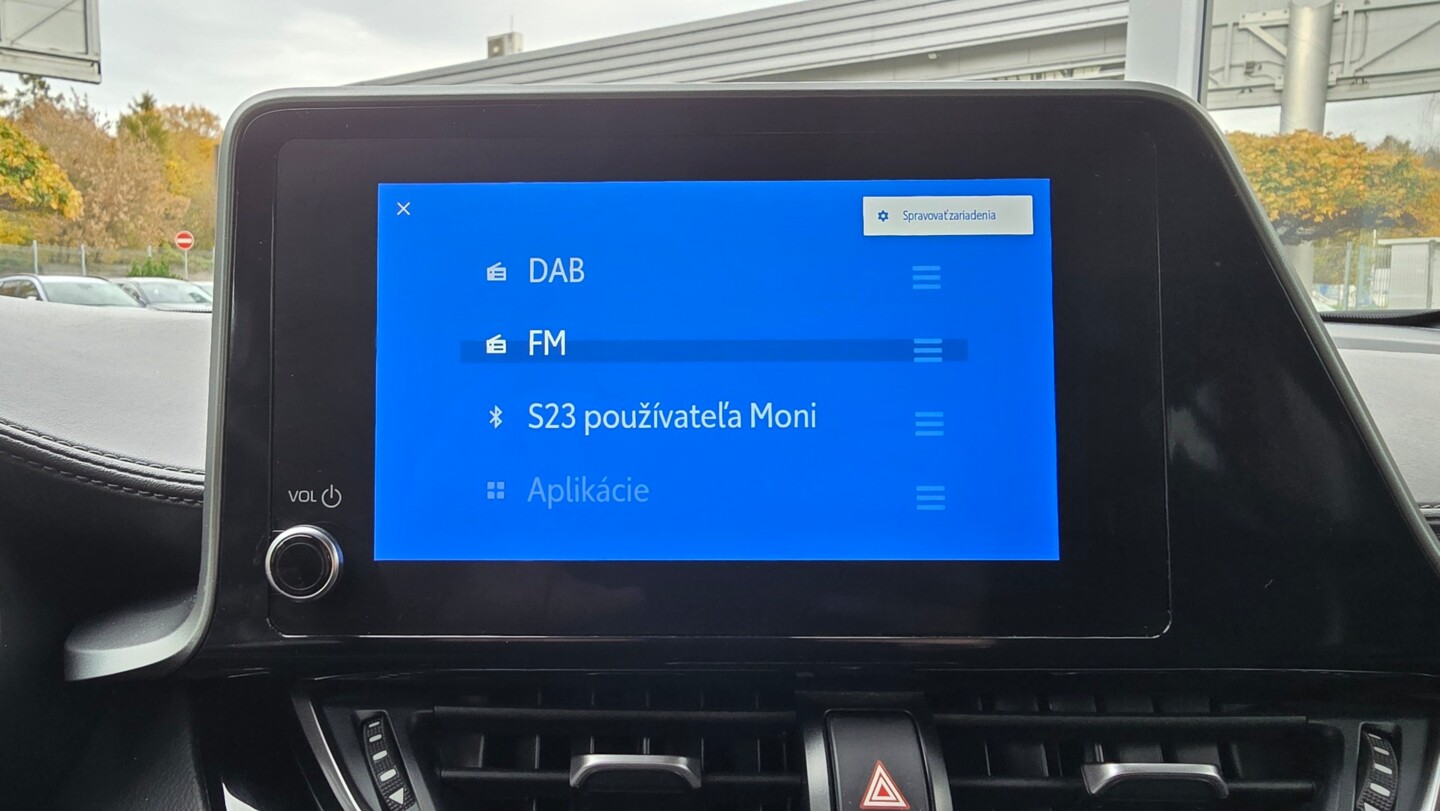 Spravovať zariadenia
DAB
FM
S23 používateľa Moni
Aplikácie
VOL